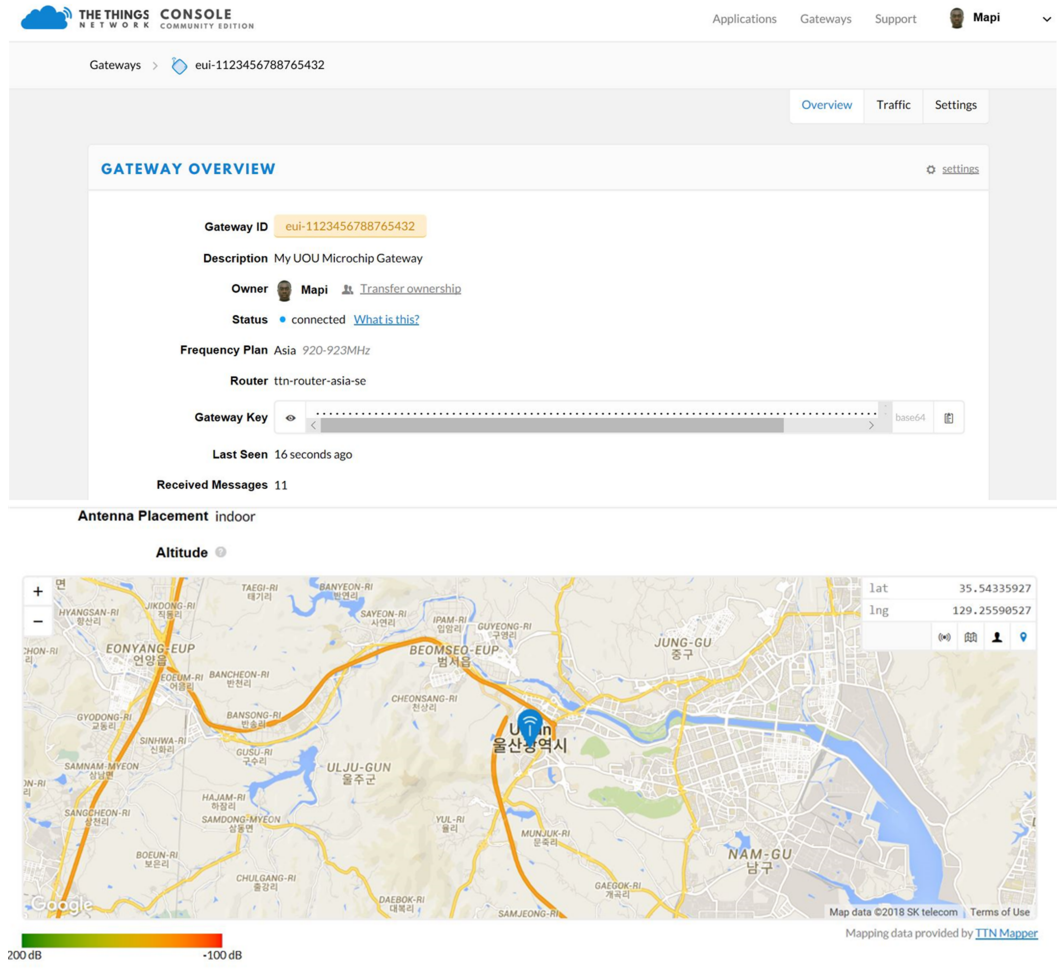 THE THINGS NETWORK CONSOLE COMMUNITY EDITION
Applications Gateways Support Mapi
Gateways > eui-1123456788765432
Overview Traffic Settings
GATEWAY OVERVIEW settings
Gateway ID eui-1123456788765432
Description My UOU Microchip Gateway
Owner Mapi Transfer ownership
Status connected What is this?
Frequency Plan Asia 920-923MHz
Router ttn-router-asia-se
Gateway Key base64
Last Seen 16 seconds ago
Received Messages 11
Antenna Placement indoor
Altitude ?
+
−
lat 35.54335927
lng 129.25590527
면
TAEGI-RI
태기리
BANYEON-RI
반연리
HYANGSAN-RI
향산리
JIKDONG-RI
직동리
SAYEON-RI
사연리
IPAM-RI
입암리
GUYEONG-RI
구영리
JUNG-GU
중구
CHON-RI
리
EONYANG-EUP
언양읍
BEOMSEO-EUP
범서읍
EOEUM-RI
어음리
BANCHEON-RI
반천리
CHEONSANG-RI
천상리
GYODONG-RI
교동리
BANSONG-RI
반송리
SINHWA-RI
신화리
울산광역시
GUSU-RI
구수리
SAMNAM-MYEON
삼남면
ULJU-GUN
울주군
ON-RI
리
HAJAM-RI
하잠리
SANGCHEON-RI
상천리
SAMDONG-MYEON
삼동면
YUL-RI
율리
MUNJUK-RI
문죽리
BOEUN-RI
보은리
NAM-GU
남구
CHULGANG-RI
출강리
GAEGOK-RI
개곡리
DAEBOK-RI
대복리
SAMJEONG-RI
Google
Map data ©2018 SK telecom Terms of Use
Mapping data provided by TTN Mapper
200 dB -100 dB